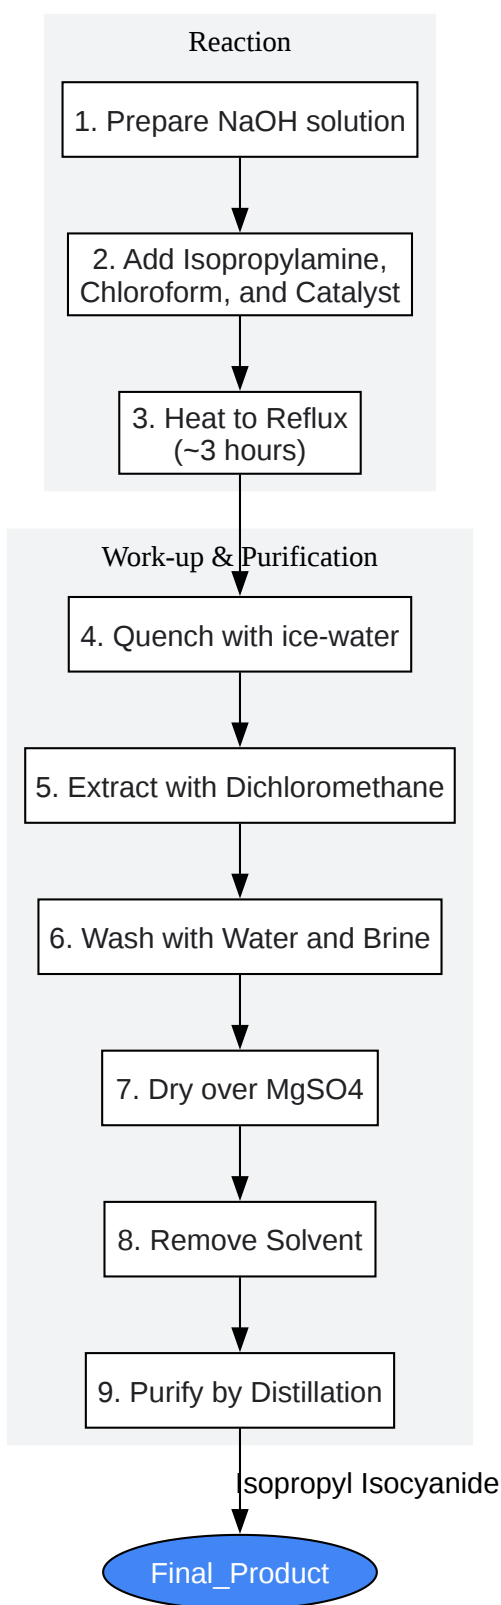 Reaction
1. Prepare NaOH solution
2. Add Isopropylamine,
Chloroform, and Catalyst
3. Heat to Reflux
(~3 hours)
Work-up & Purification
4. Quench with ice-water
5. Extract with Dichloromethane
6. Wash with Water and Brine
7. Dry over MgSO4
8. Remove Solvent
9. Purify by Distillation
Isopropyl Isocyanide
Final_Product